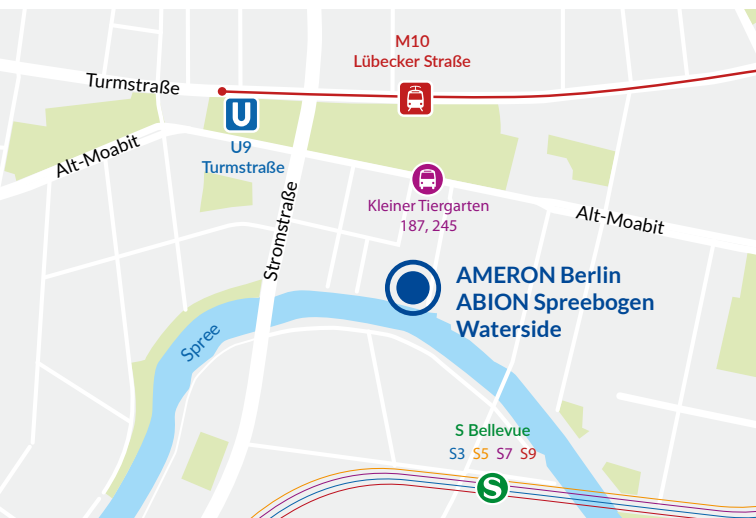 M10
Lübecker Straße
Turmstraße
U
U9
Turmstraße
Alt-Moabit
Kleiner Tiergarten
187, 245
Stromstraße
Alt-Moabit
AMERON Berlin
ABION Spreebogen
Waterside
Spree
S Bellevue
S3 S5 S7 S9
S